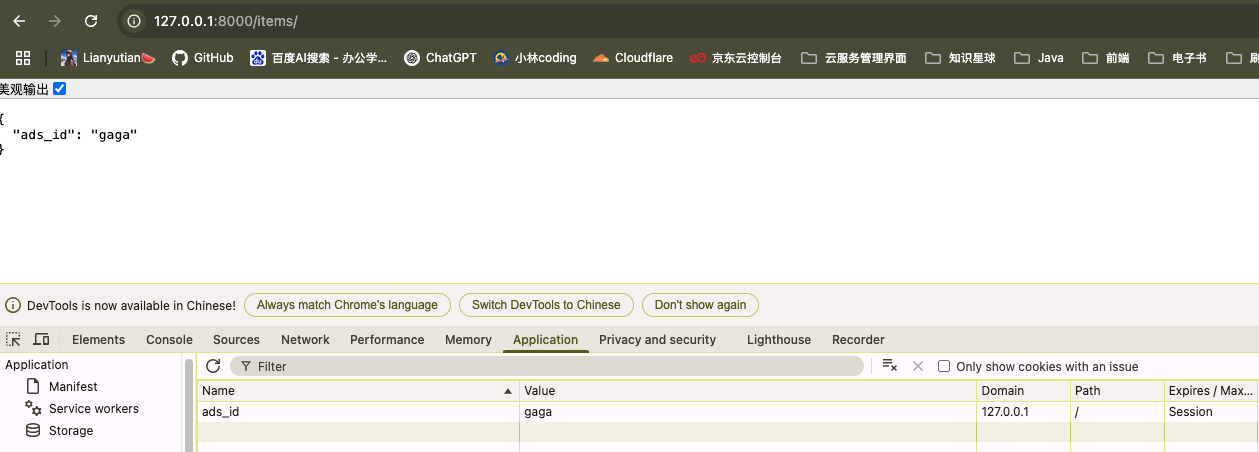 127.0.0.1:8000/items/
Lianyutian🍉 GitHub 百度AI搜索 - 办公学... ChatGPT 小林coding Cloudflare 京东云控制台 云服务管理界面 知识星球 Java 前端 电子书
美观输出
{
"ads_id": "gaga"
}
DevTools is now available in Chinese! Always match Chrome's language Switch DevTools to Chinese Don't show again
Elements Console Sources Network Performance Memory Application Privacy and security Lighthouse Recorder
Application
Filter Only show cookies with an issue
Manifest
Name Value Domain Path Expires / Max...
Service workers
ads_id gaga 127.0.0.1 / Session
Storage